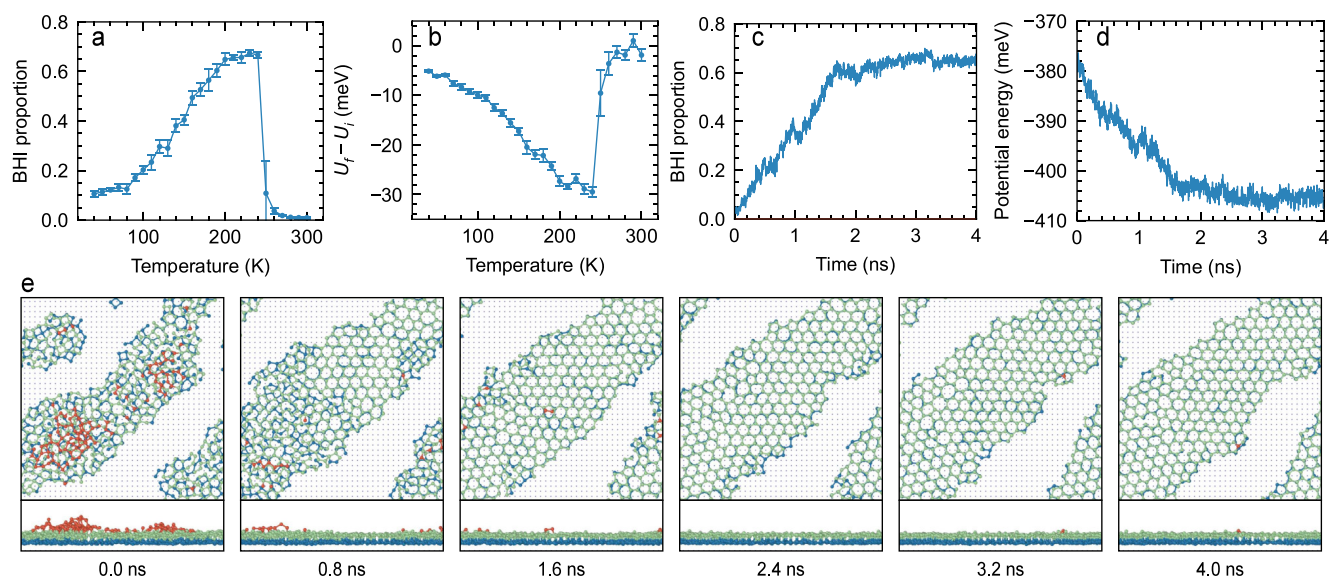 a
BHI proportion
0.8
0.6
0.4
0.2
0.0
100
200
300
Temperature (K)
b
U_f − U_i (meV)
0
−10
−20
−30
100
200
300
Temperature (K)
c
BHI proportion
0.8
0.6
0.4
0.2
0.0
0
1
2
3
4
Time (ns)
d
Potential energy (meV)
−370
−380
−390
−400
−410
0
1
2
3
4
Time (ns)
e
0.0 ns
0.8 ns
1.6 ns
2.4 ns
3.2 ns
4.0 ns